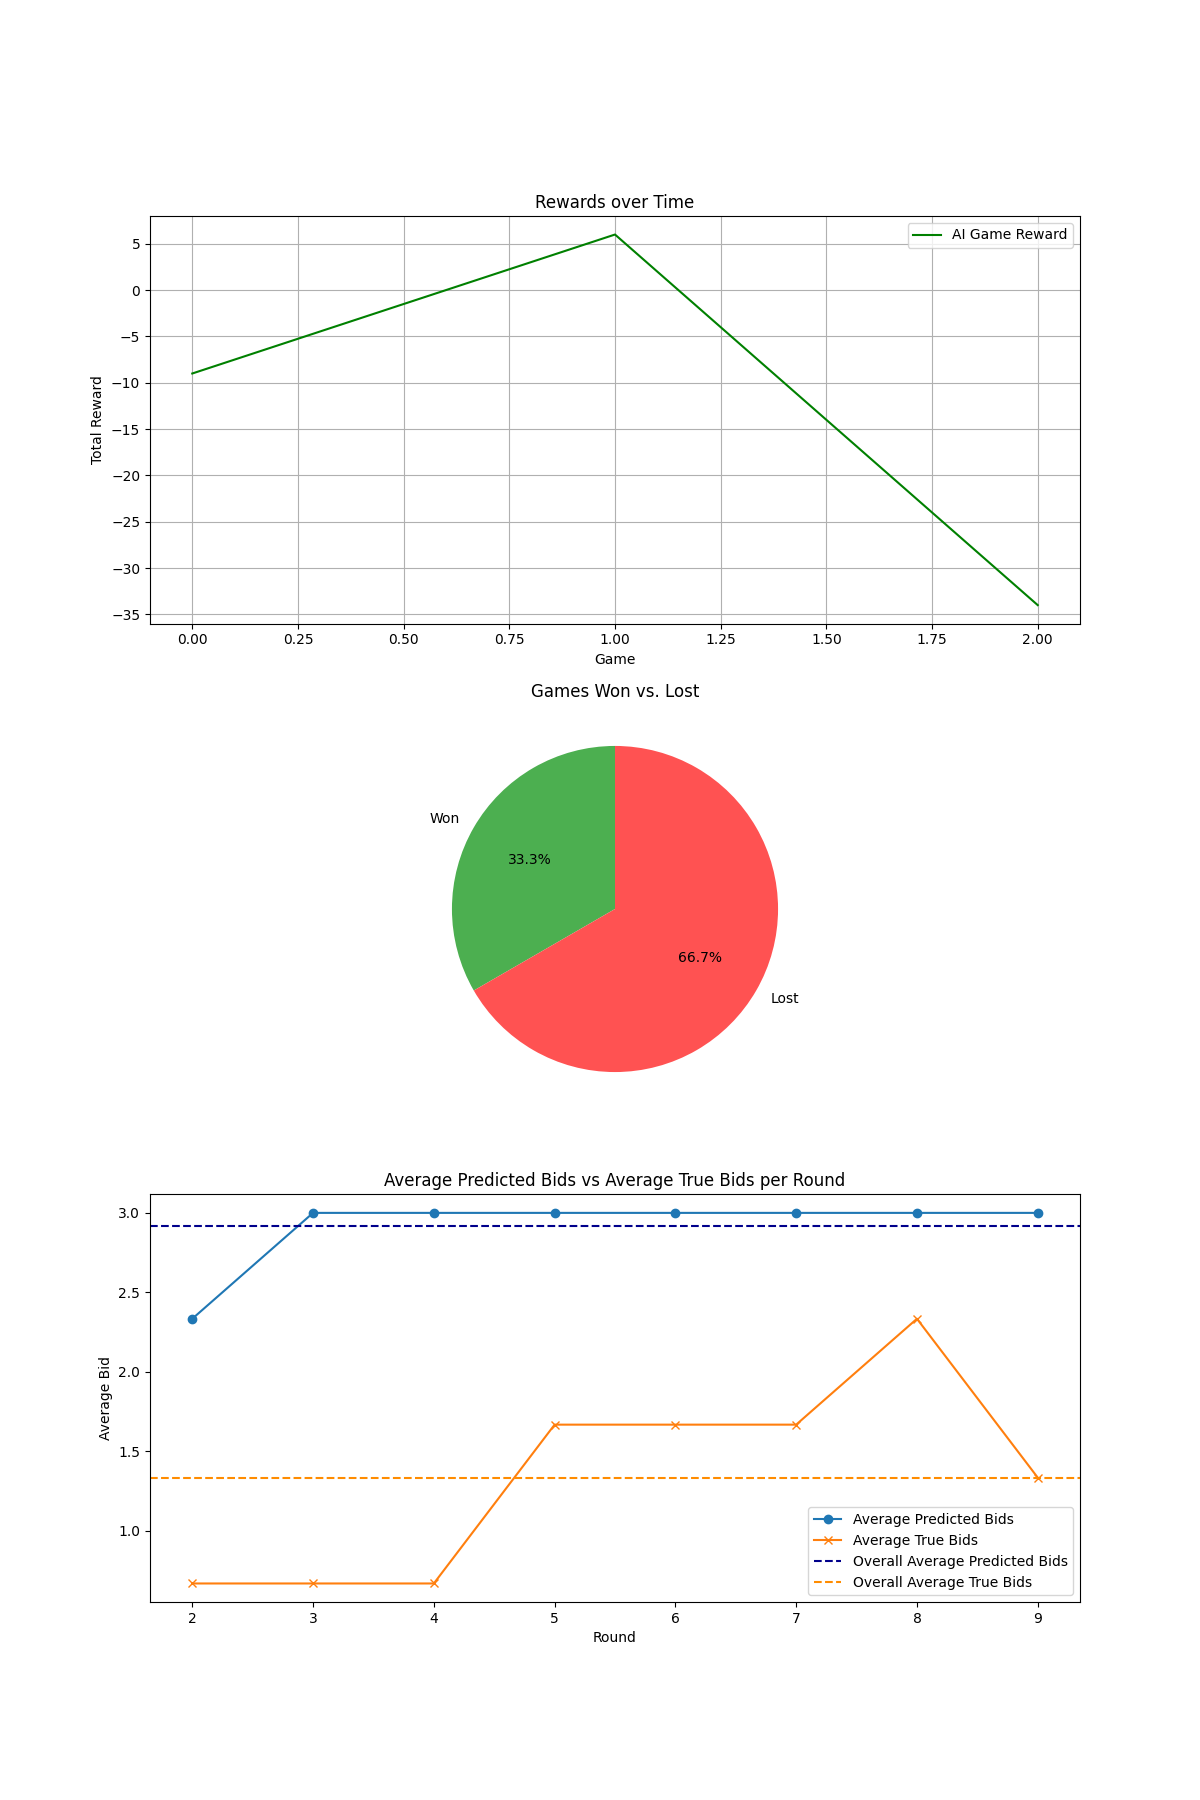 Rewards over Time
AI Game Reward
5
0
−5
−10
−15
−20
−25
−30
−35
Total Reward
0.00 0.25 0.50 0.75 1.00 1.25 1.50 1.75 2.00
Game
Games Won vs. Lost
Won
33.3%
66.7%
Lost
Average Predicted Bids vs Average True Bids per Round
3.0
2.5
2.0
1.5
1.0
Average Bid
Average Predicted Bids
Average True Bids
Overall Average Predicted Bids
Overall Average True Bids
2 3 4 5 6 7 8 9
Round